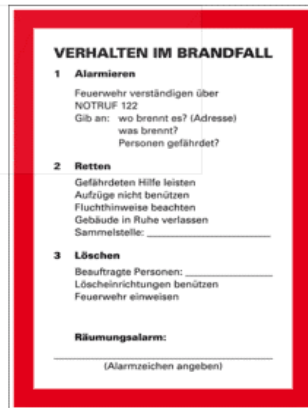 VERHALTEN IM BRANDFALL
1 Alarmieren
Feuerwehr verständigen über
NOTRUF 122
Gib an: wo brennt es? (Adresse)
was brennt?
Personen gefährdet?
2 Retten
Gefährdeten Hilfe leisten
Aufzüge nicht benützen
Fluchthinweise beachten
Gebäude in Ruhe verlassen
Sammelstelle:
3 Löschen
Beauftragte Personen:
Löscheinrichtungen benützen
Feuerwehr einweisen
Räumungsalarm:
(Alarmzeichen angeben)